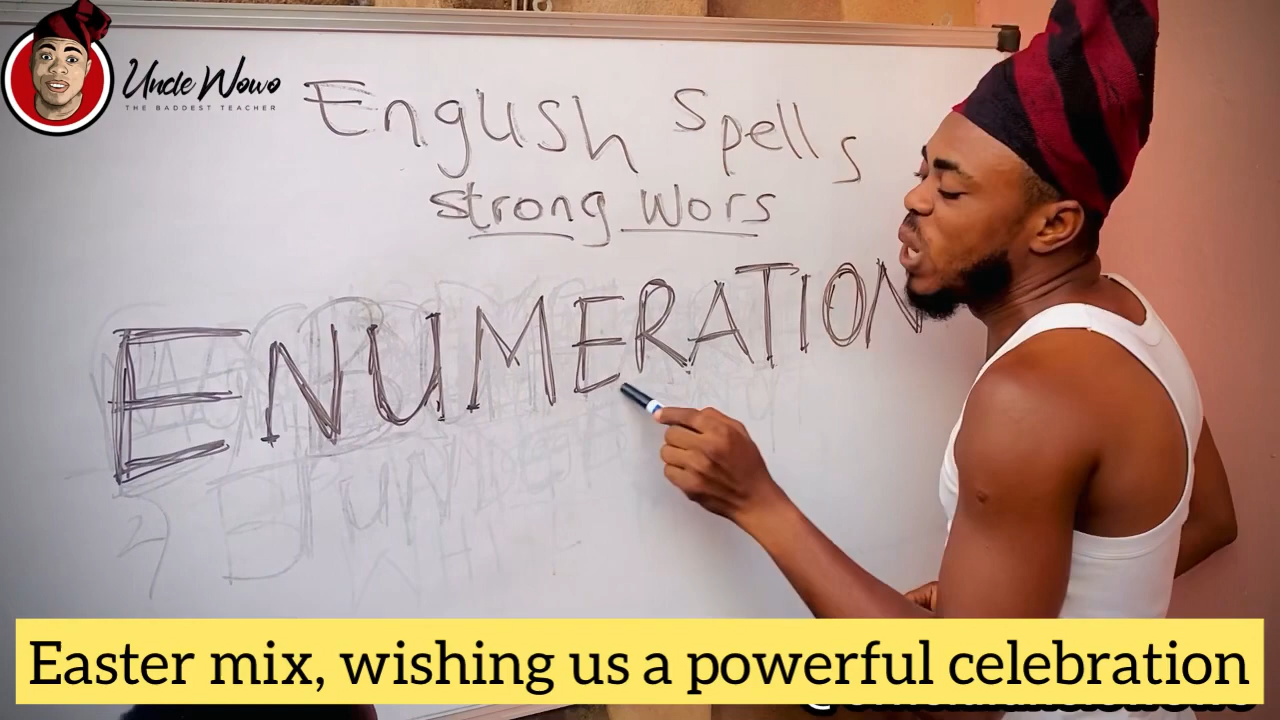 Uncle Wowo
THE BADDEST TEACHER
English Spells
strong Wors
ENUMERATION
Easter mix, wishing us a powerful celebration